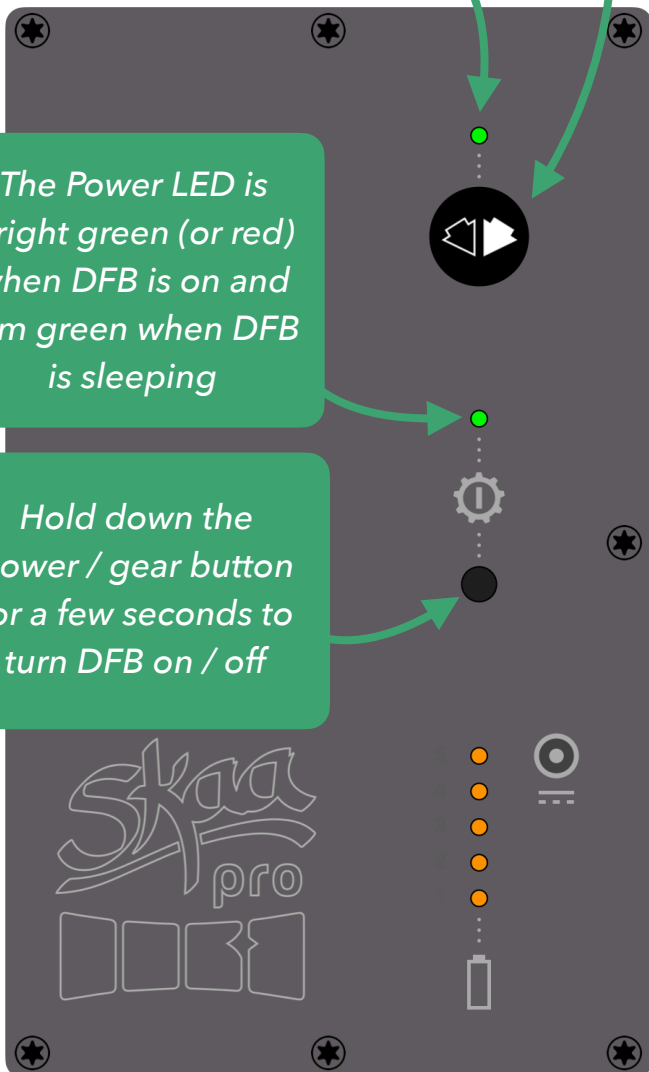 The Power LED is
right green (or red)
when DFB is on and
m green when DFB
is sleeping
Hold down the
ower / gear button
or a few seconds to
turn DFB on / off
skaa
pro